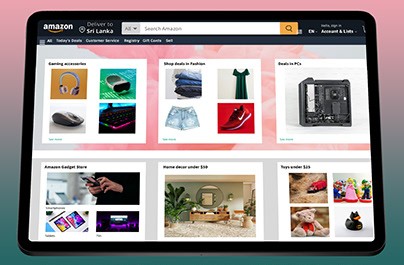 amazon
Deliver to
Sri Lanka
All
Search Amazon
EN
Hello, sign in
Account & Lists
All
Today's Deals
Customer Service
Registry
Gift Cards
Sell
Gaming accessories
Shop deals in Fashion
Deals in PCs
See more
See more
See more
Amazon Gadget Store
Home decor under $50
Toys under $25
Smartphones
Tablets